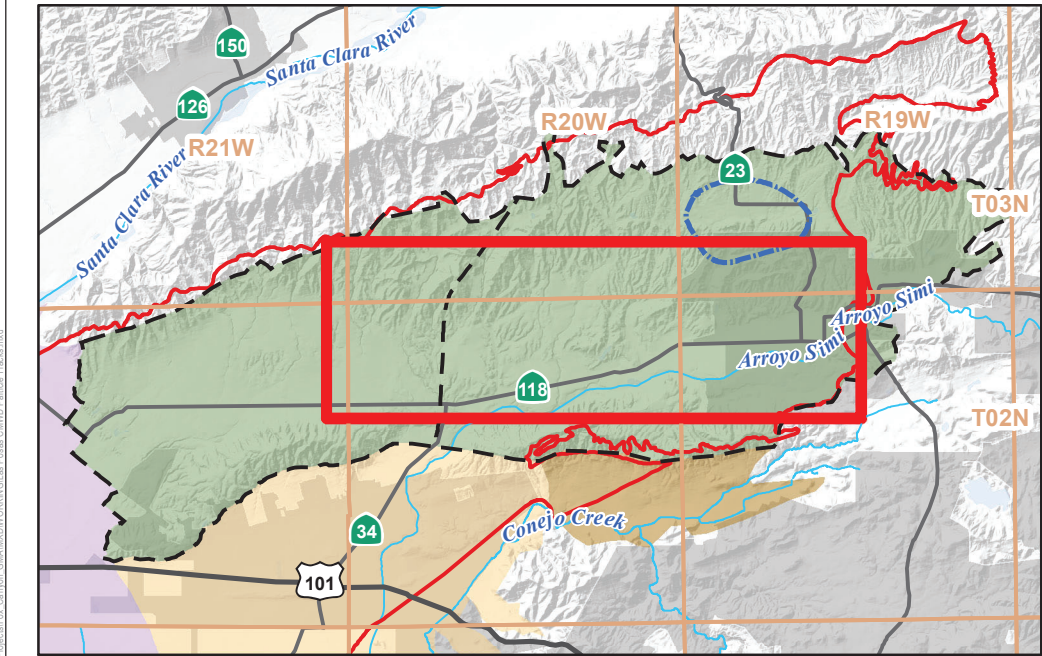 150
Santa Clara River
126
R21W
R20W
R19W
23
Santa Clara River
T03N
Arroyo Simi
Arroyo Simi
118
T02N
34
Conejo Creek
101